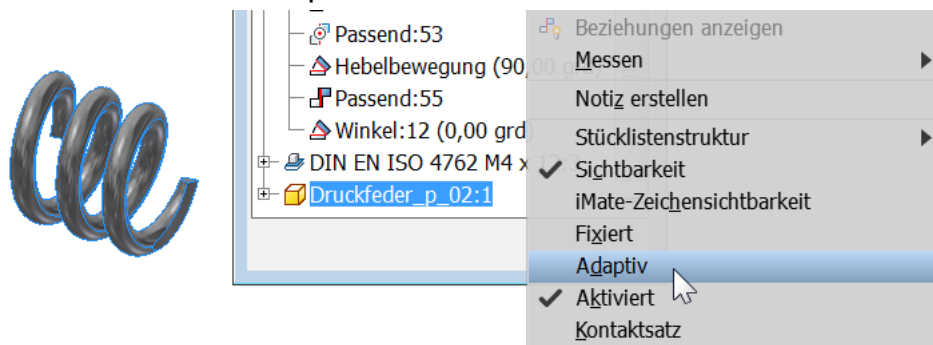 Passend:53
Hebelbewegung (90,00 grd)
Passend:55
Winkel:12 (0,00 grd)
DIN EN ISO 4762 M4 x
Druckfeder_p_02:1
Beziehungen anzeigen
Messen
Notiz erstellen
Stücklistenstruktur
Sichtbarkeit
iMate-Zeichensichtbarkeit
Fixiert
Adaptiv
Aktiviert
Kontaktsatz